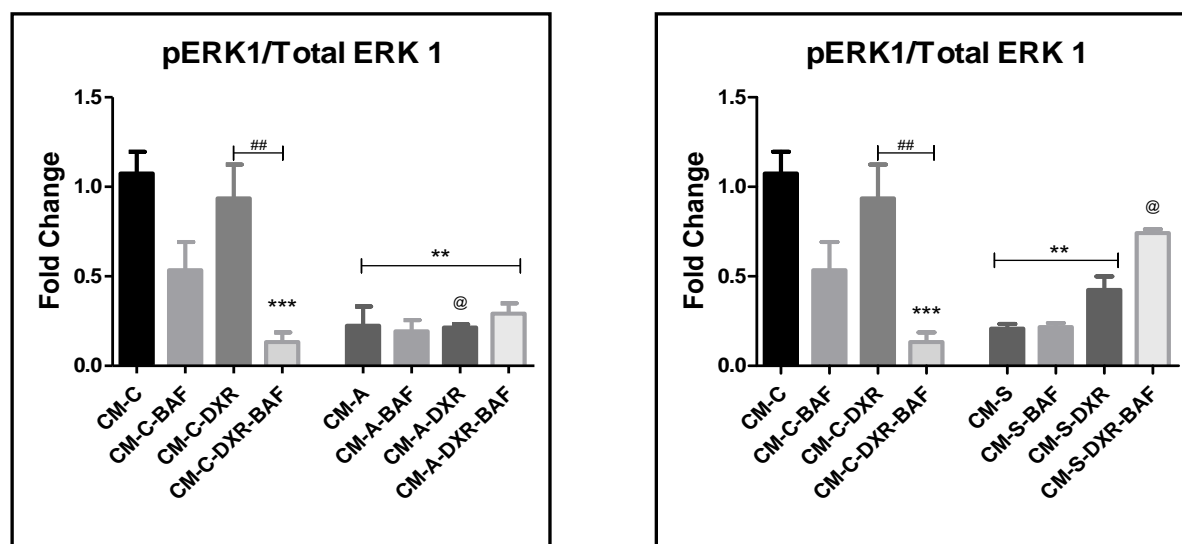 pERK1/Total ERK 1
Fold Change
1.5
1.0
0.5
0.0
##
***
**
@
CM-C
CM-C-BAF
CM-C-DXR
CM-C-DXR-BAF
CM-A
CM-A-BAF
CM-A-DXR
CM-A-DXR-BAF
pERK1/Total ERK 1
Fold Change
1.5
1.0
0.5
0.0
##
***
**
@
CM-C
CM-C-BAF
CM-C-DXR
CM-C-DXR-BAF
CM-S
CM-S-BAF
CM-S-DXR
CM-S-DXR-BAF